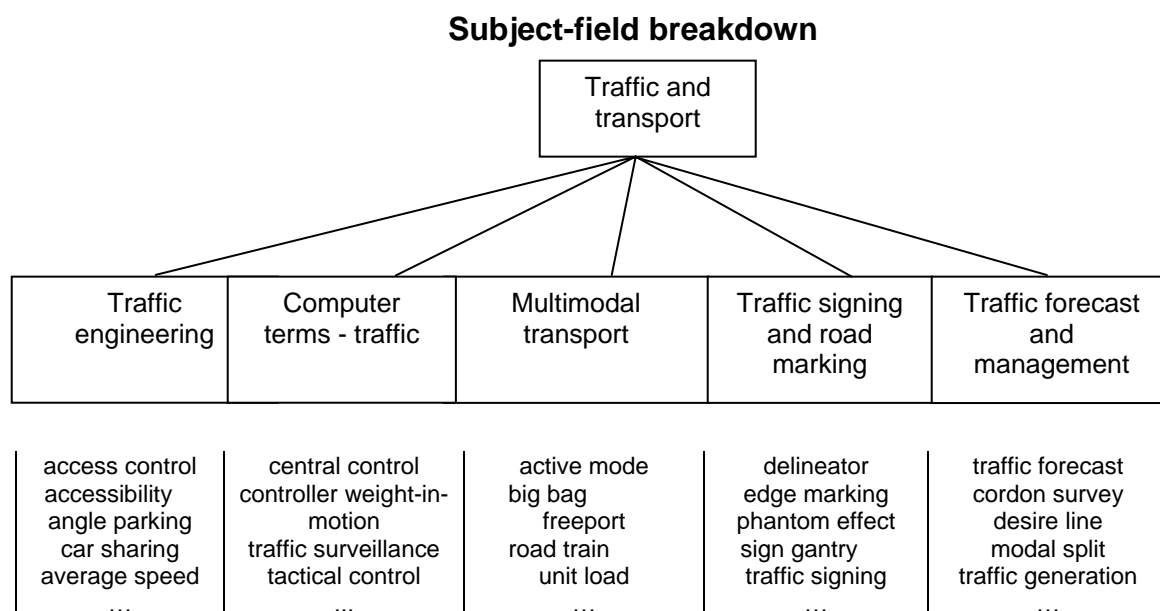 Subject-field breakdown
Traffic and
transport
Traffic
engineering
Computer
terms - traffic
Multimodal
transport
Traffic signing
and road
marking
Traffic forecast
and
management
access control
accessibility
angle parking
car sharing
average speed
...
central control
controller weight-in-
motion
traffic surveillance
tactical control
...
active mode
big bag
freeport
road train
unit load
...
delineator
edge marking
phantom effect
sign gantry
traffic signing
...
traffic forecast
cordon survey
desire line
modal split
traffic generation
...